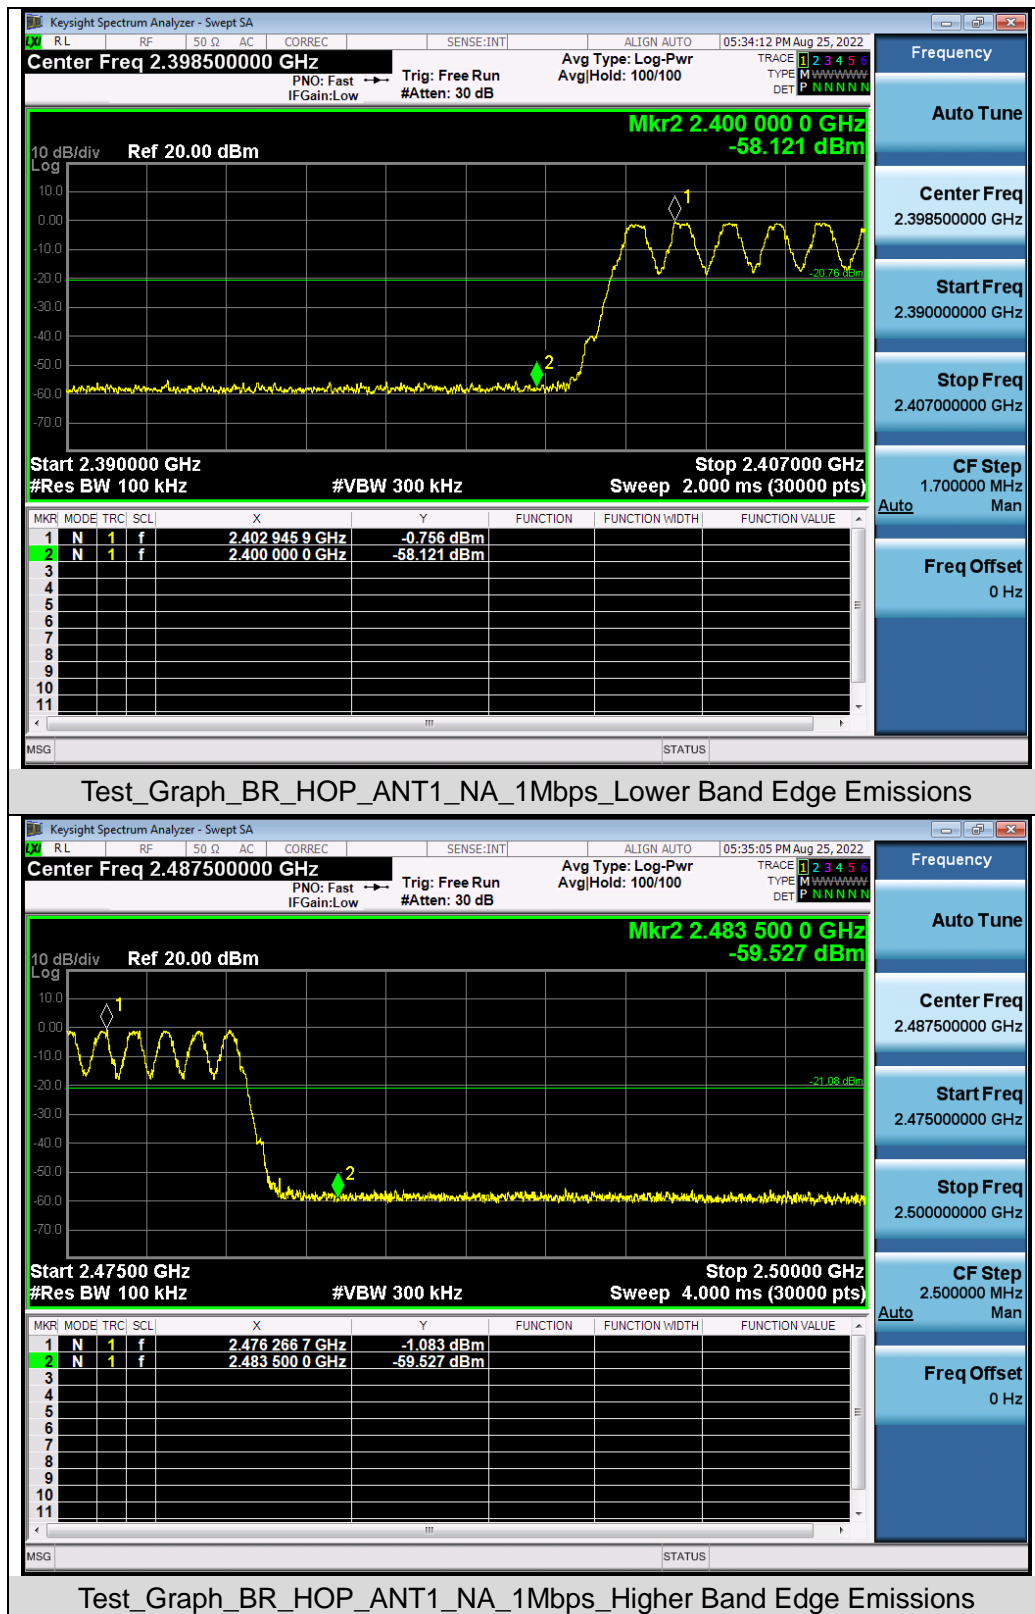 Keysight Spectrum Analyzer - Swept SA
LXI RL RF 50 Ω AC CORREC SENSE:INT ALIGN AUTO 05:34:12 PM Aug 25, 2022
Center Freq 2.398500000 GHz
PNO: Fast
IFGain:Low
Trig: Free Run
#Atten: 30 dB
Avg Type: Log-Pwr
Avg|Hold: 100/100
TRACE 1 2 3 4 5 6
TYPE M WWWWW
DET P N N N N N
Mkr2 2.400 000 0 GHz
-58.121 dBm
10 dB/div Ref 20.00 dBm
Log
10.0
0.00
-10.0
-20.0
-30.0
-40.0
-50.0
-60.0
-70.0
1
2
-20.76 dBm
Start 2.390000 GHz Stop 2.407000 GHz
#Res BW 100 kHz #VBW 300 kHz Sweep 2.000 ms (30000 pts)
MKR MODE TRC SCL X Y FUNCTION FUNCTION WIDTH FUNCTION VALUE
1 N 1 f 2.402 945 9 GHz -0.756 dBm
2 N 1 f 2.400 000 0 GHz -58.121 dBm
3
4
5
6
7
8
9
10
11
MSG STATUS
Frequency
Auto Tune
Center Freq
2.398500000 GHz
Start Freq
2.390000000 GHz
Stop Freq
2.407000000 GHz
CF Step
1.700000 MHz
Auto Man
Freq Offset
0 Hz
Test_Graph_BR_HOP_ANT1_NA_1Mbps_Lower Band Edge Emissions
Keysight Spectrum Analyzer - Swept SA
LXI RL RF 50 Ω AC CORREC SENSE:INT ALIGN AUTO 05:35:05 PM Aug 25, 2022
Center Freq 2.487500000 GHz
PNO: Fast
IFGain:Low
Trig: Free Run
#Atten: 30 dB
Avg Type: Log-Pwr
Avg|Hold: 100/100
TRACE 1 2 3 4 5 6
TYPE M WWWWW
DET P N N N N N
Mkr2 2.483 500 0 GHz
-59.527 dBm
10 dB/div Ref 20.00 dBm
Log
10.0
0.00
-10.0
-20.0
-30.0
-40.0
-50.0
-60.0
-70.0
1
2
-21.08 dBm
Start 2.47500 GHz Stop 2.50000 GHz
#Res BW 100 kHz #VBW 300 kHz Sweep 4.000 ms (30000 pts)
MKR MODE TRC SCL X Y FUNCTION FUNCTION WIDTH FUNCTION VALUE
1 N 1 f 2.476 266 7 GHz -1.083 dBm
2 N 1 f 2.483 500 0 GHz -59.527 dBm
3
4
5
6
7
8
9
10
11
MSG STATUS
Frequency
Auto Tune
Center Freq
2.487500000 GHz
Start Freq
2.475000000 GHz
Stop Freq
2.500000000 GHz
CF Step
2.500000 MHz
Auto Man
Freq Offset
0 Hz
Test_Graph_BR_HOP_ANT1_NA_1Mbps_Higher Band Edge Emissions